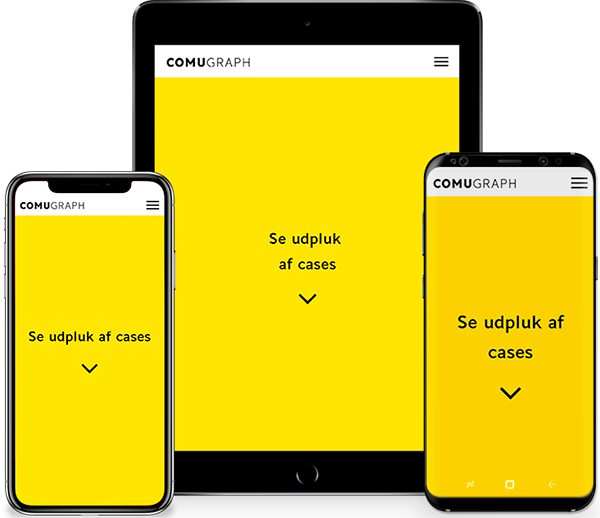 COMUGRAPH
Se udpluk
af cases
COMUGRAPH
Se udpluk af cases
COMUGRAPH
Se udpluk af
cases